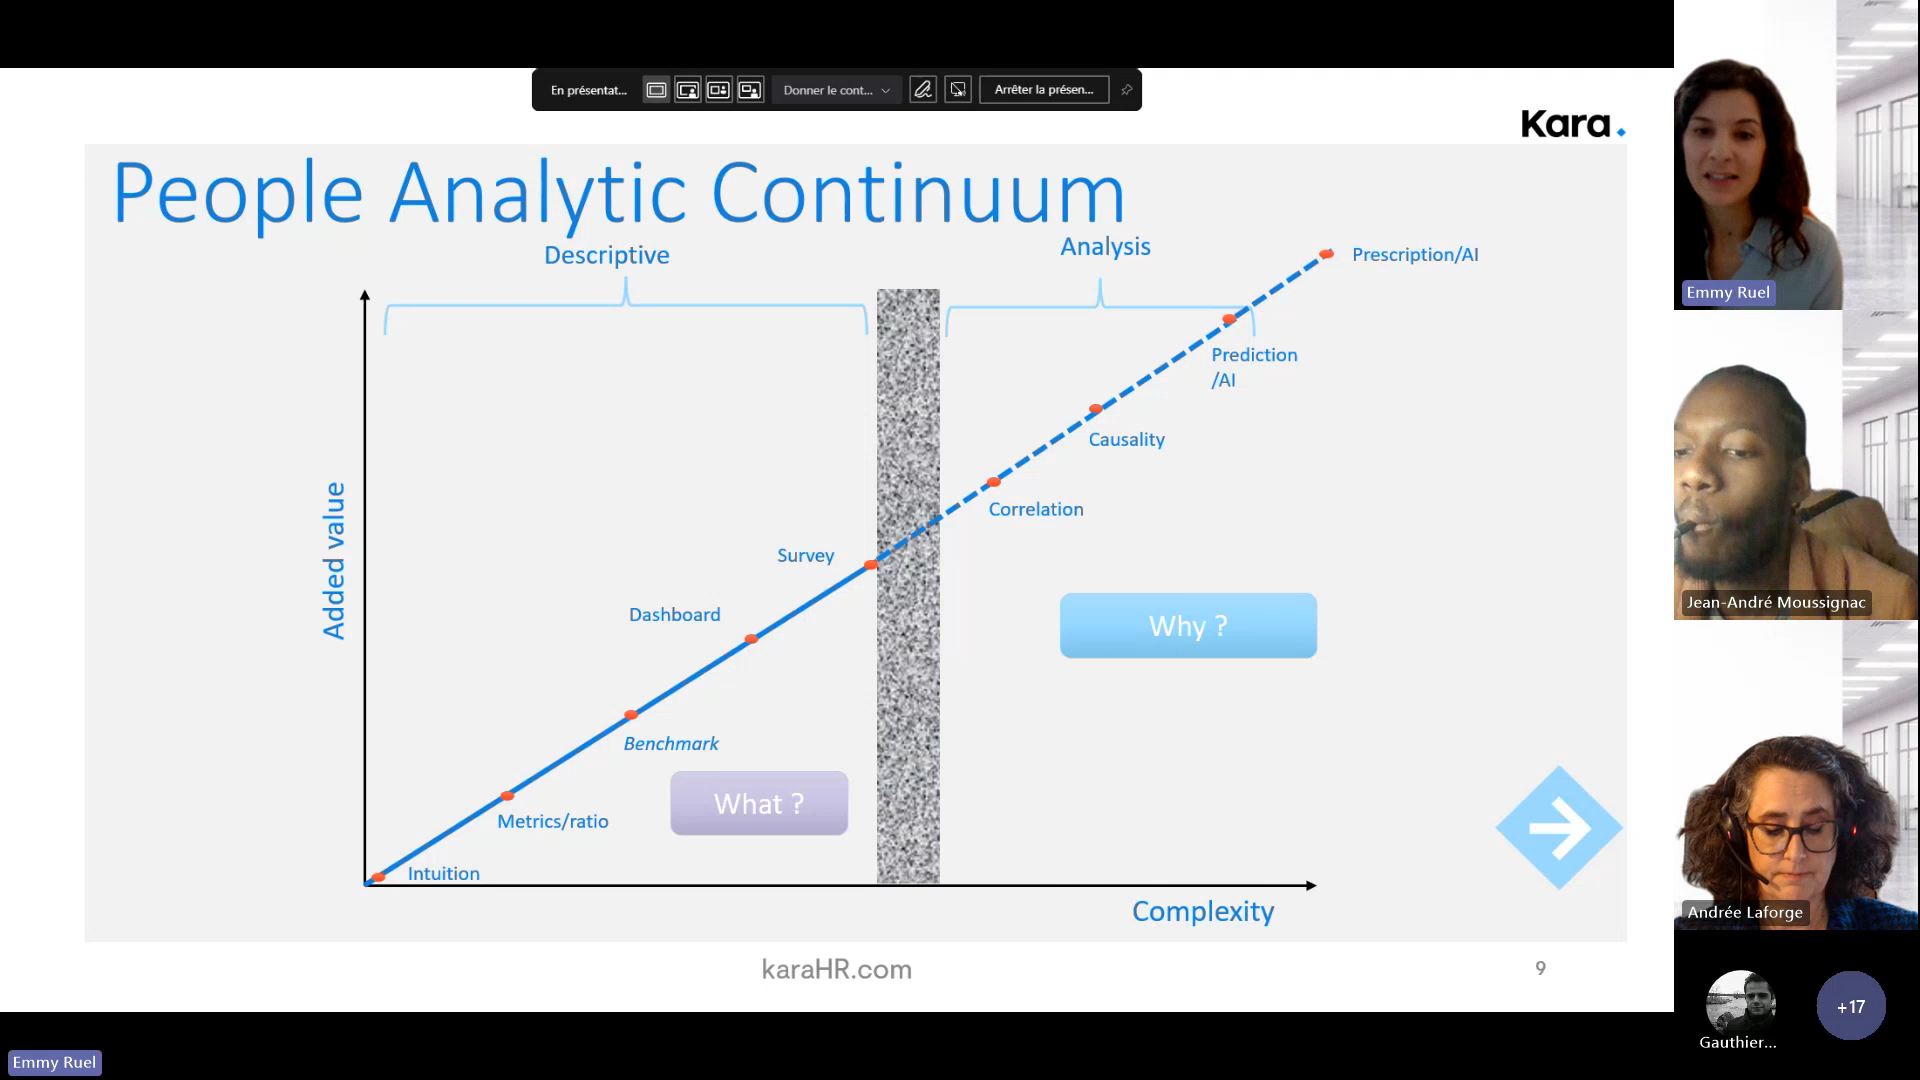 En présentat...
Donner le cont...
Arrêter la présen...
Kara.
People Analytic Continuum
Descriptive
Analysis
Prescription/AI
Prediction
/AI
Causality
Correlation
Survey
Dashboard
Benchmark
Metrics/ratio
Intuition
Added value
Complexity
What ?
Why ?
karaHR.com
9
Emmy Ruel
Jean-André Moussignac
Andrée Laforge
Gauthier...
+17
Emmy Ruel